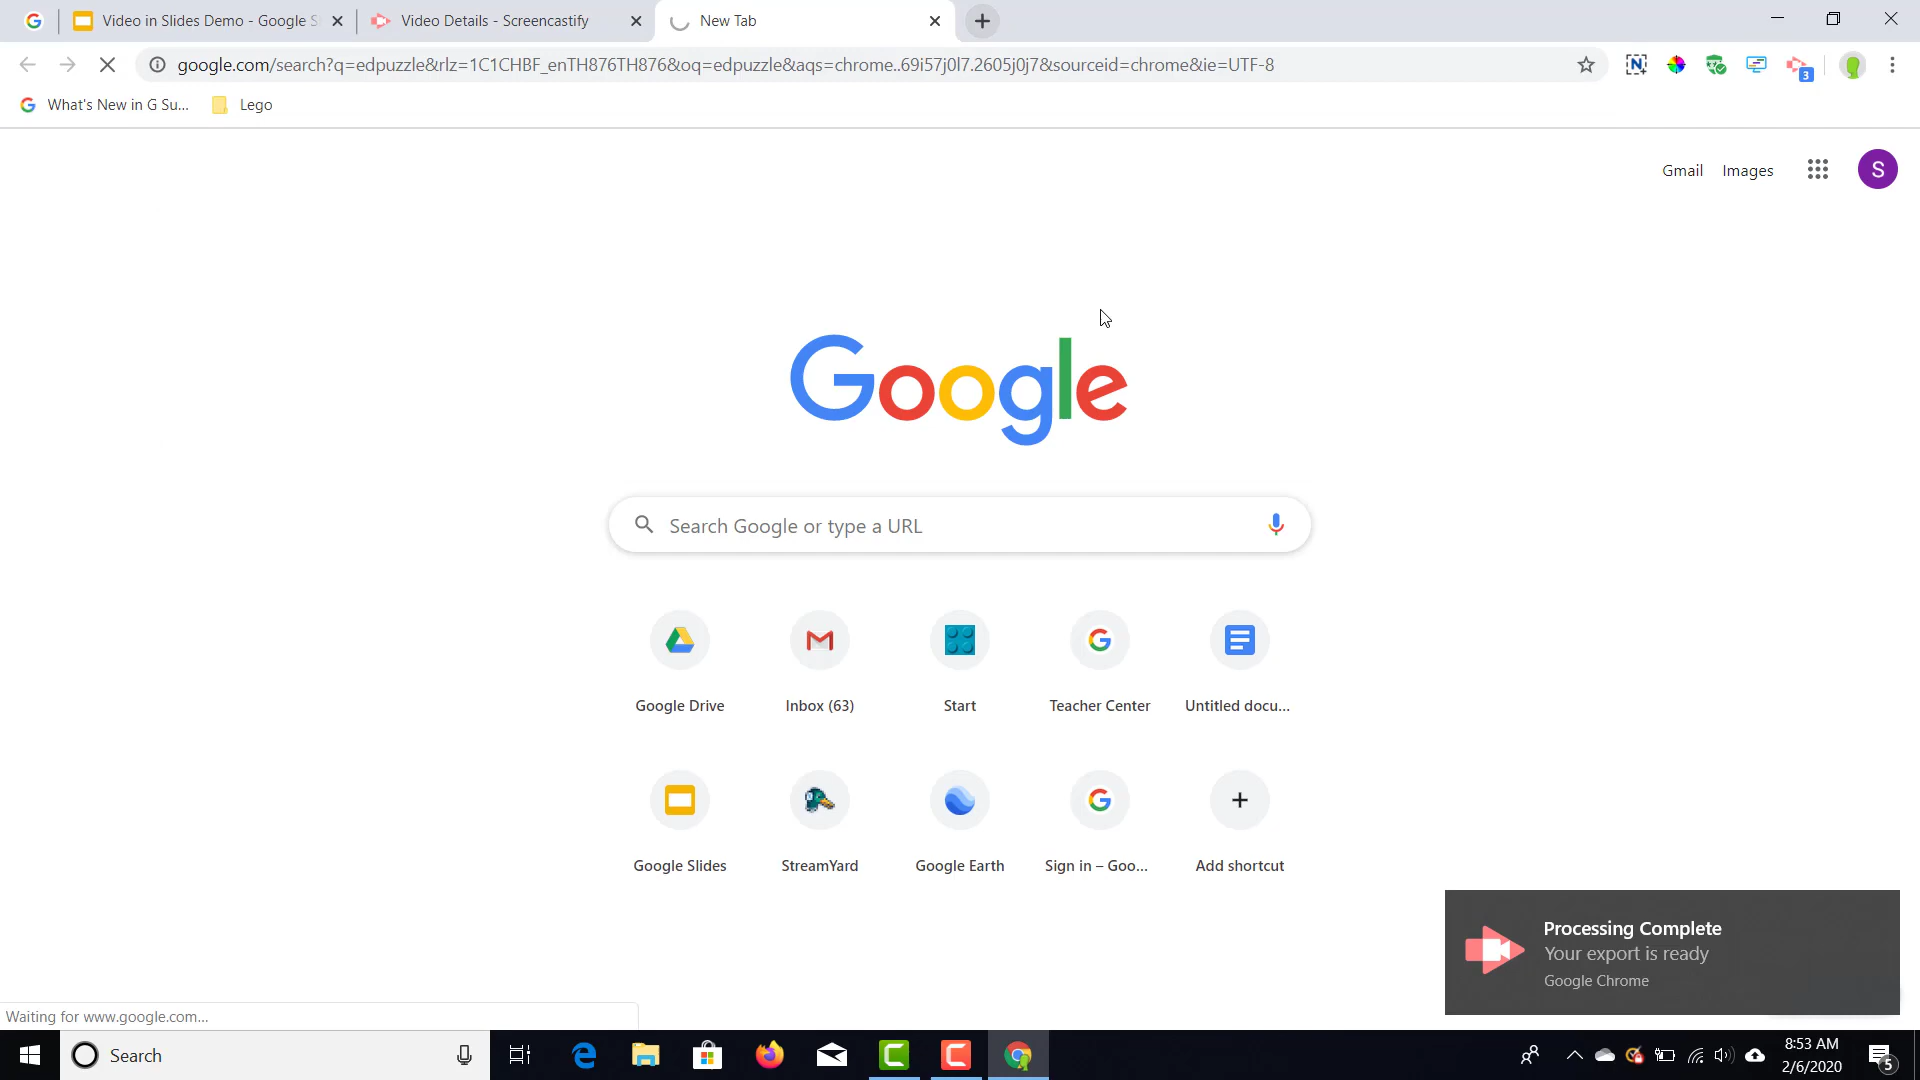 Video in Slides Demo - Google S
Video Details - Screencastify
New Tab
google.com/search?q=edpuzzle&rlz=1C1CHBF_enTH876TH876&oq=edpuzzle&aqs=chrome..69i57j0l7.2605j0j7&sourceid=chrome&ie=UTF-8
3
What's New in G Su...
Lego
Gmail
Images
S
Google
Search Google or type a URL
Google Drive
Inbox (63)
Start
Teacher Center
Untitled docu...
Google Slides
StreamYard
Google Earth
Sign in – Goo...
Add shortcut
Processing Complete
Your export is ready
Google Chrome
Waiting for www.google.com...
Search
8:53 AM
2/6/2020
5